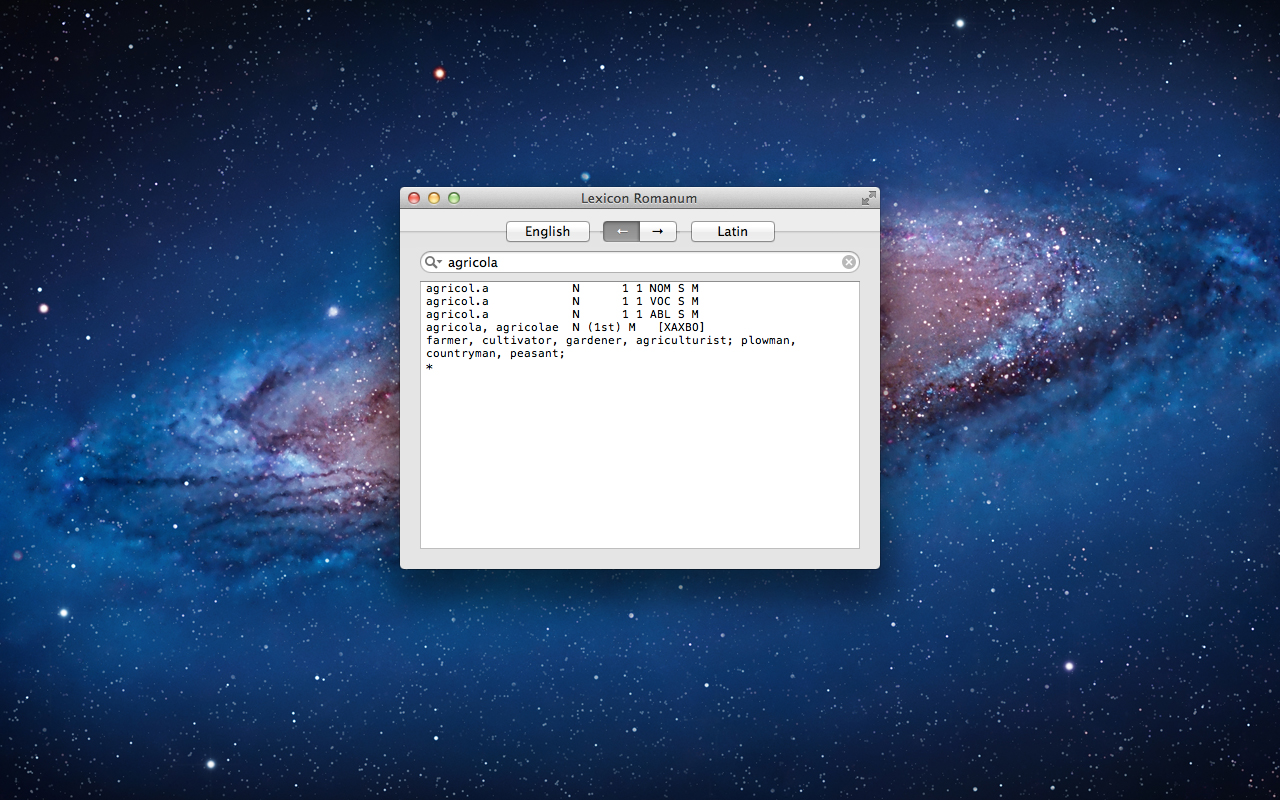 Lexicon Romanum
English ← → Latin
agricola
agricol.a N 1 1 NOM S M
agricol.a N 1 1 VOC S M
agricol.a N 1 1 ABL S M
agricola, agricolae N (1st) M [XAXBO]
farmer, cultivator, gardener, agriculturist; plowman,
countryman, peasant;
*